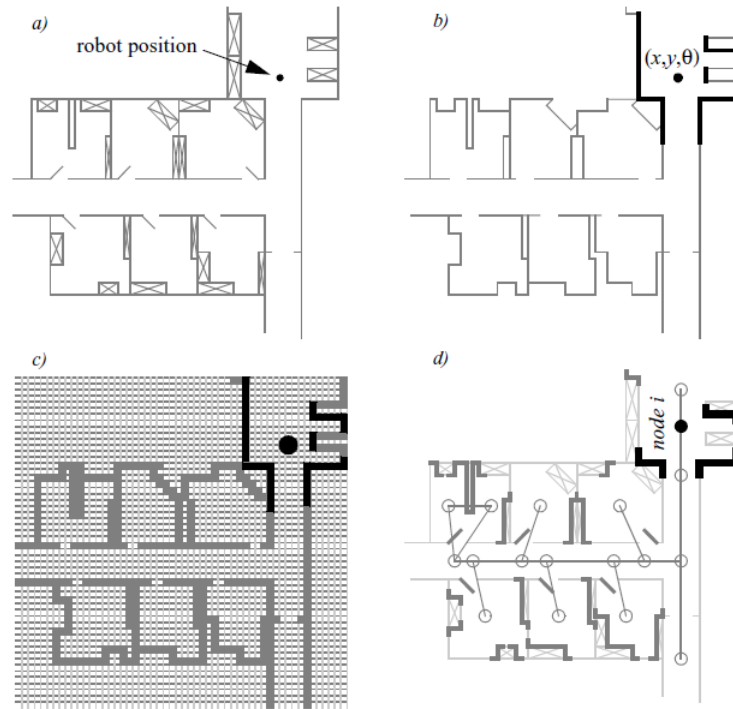 a)
robot position
b)
(x,y,θ)
c)
d)
node i